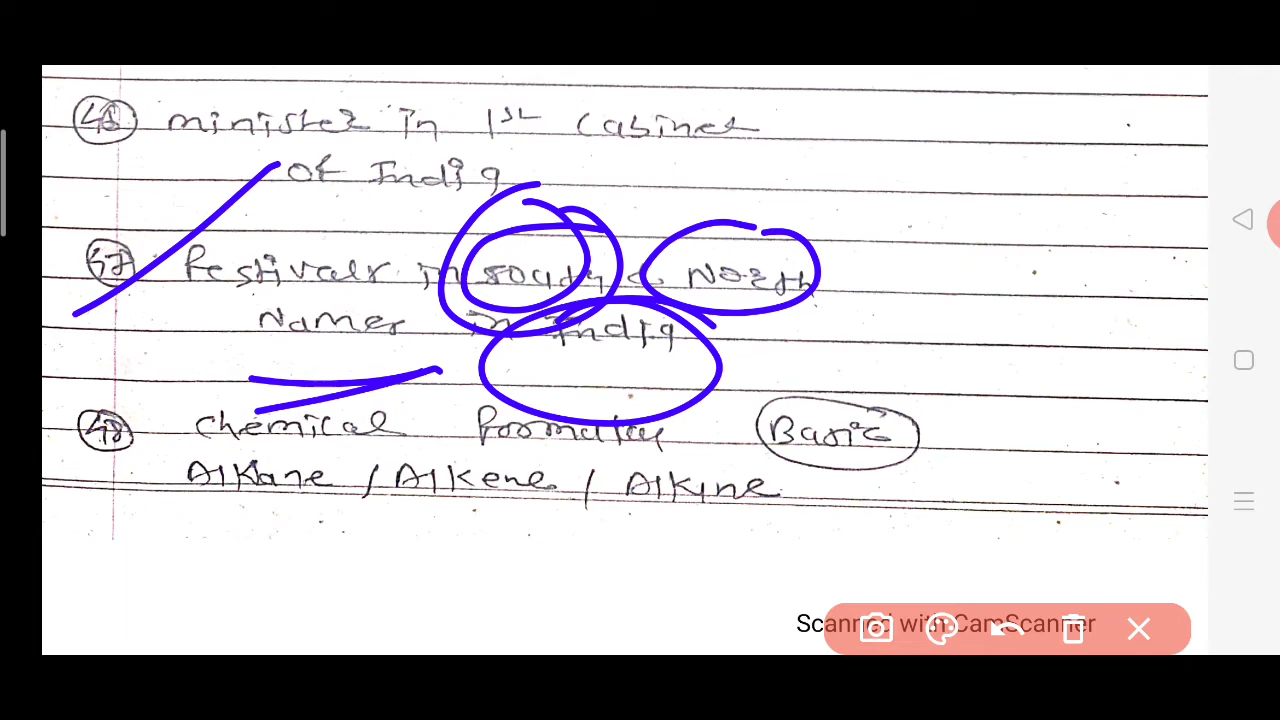 46 minister in 1st Cabinet
of India
47 Festivals in South & North
Names in India
48 Chemical formulas Basic
Alkane / Alkene / Alkine
Scanned with CamScanner